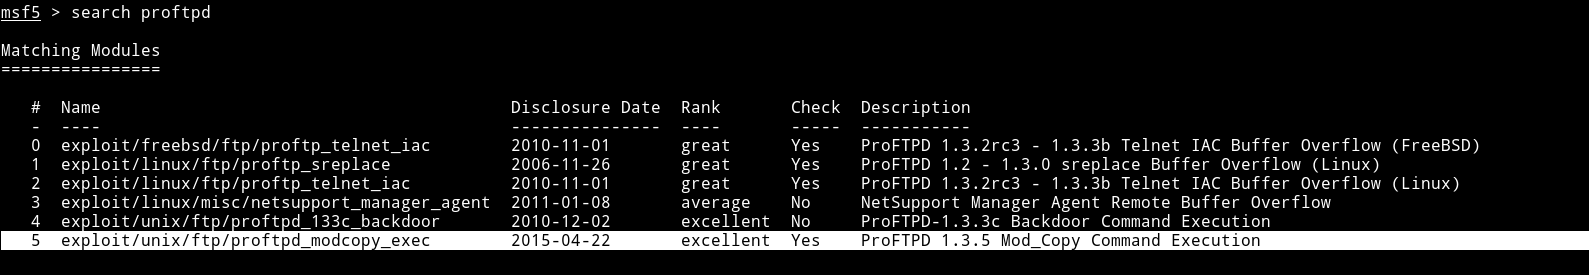 msf5 > search proftpd
Matching Modules
================
# Name Disclosure Date Rank Check Description
- ---- --------------- ---- ----- -----------
0 exploit/freebsd/ftp/proftp_telnet_iac 2010-11-01 great Yes ProFTPD 1.3.2rc3 - 1.3.3b Telnet IAC Buffer Overflow (FreeBSD)
1 exploit/linux/ftp/proftp_sreplace 2006-11-26 great Yes ProFTPD 1.2 - 1.3.0 sreplace Buffer Overflow (Linux)
2 exploit/linux/ftp/proftp_telnet_iac 2010-11-01 great Yes ProFTPD 1.3.2rc3 - 1.3.3b Telnet IAC Buffer Overflow (Linux)
3 exploit/linux/misc/netsupport_manager_agent 2011-01-08 average No NetSupport Manager Agent Remote Buffer Overflow
4 exploit/unix/ftp/proftpd_133c_backdoor 2010-12-02 excellent No ProFTPD-1.3.3c Backdoor Command Execution
5 exploit/unix/ftp/proftpd_modcopy_exec 2015-04-22 excellent Yes ProFTPD 1.3.5 Mod_Copy Command Execution